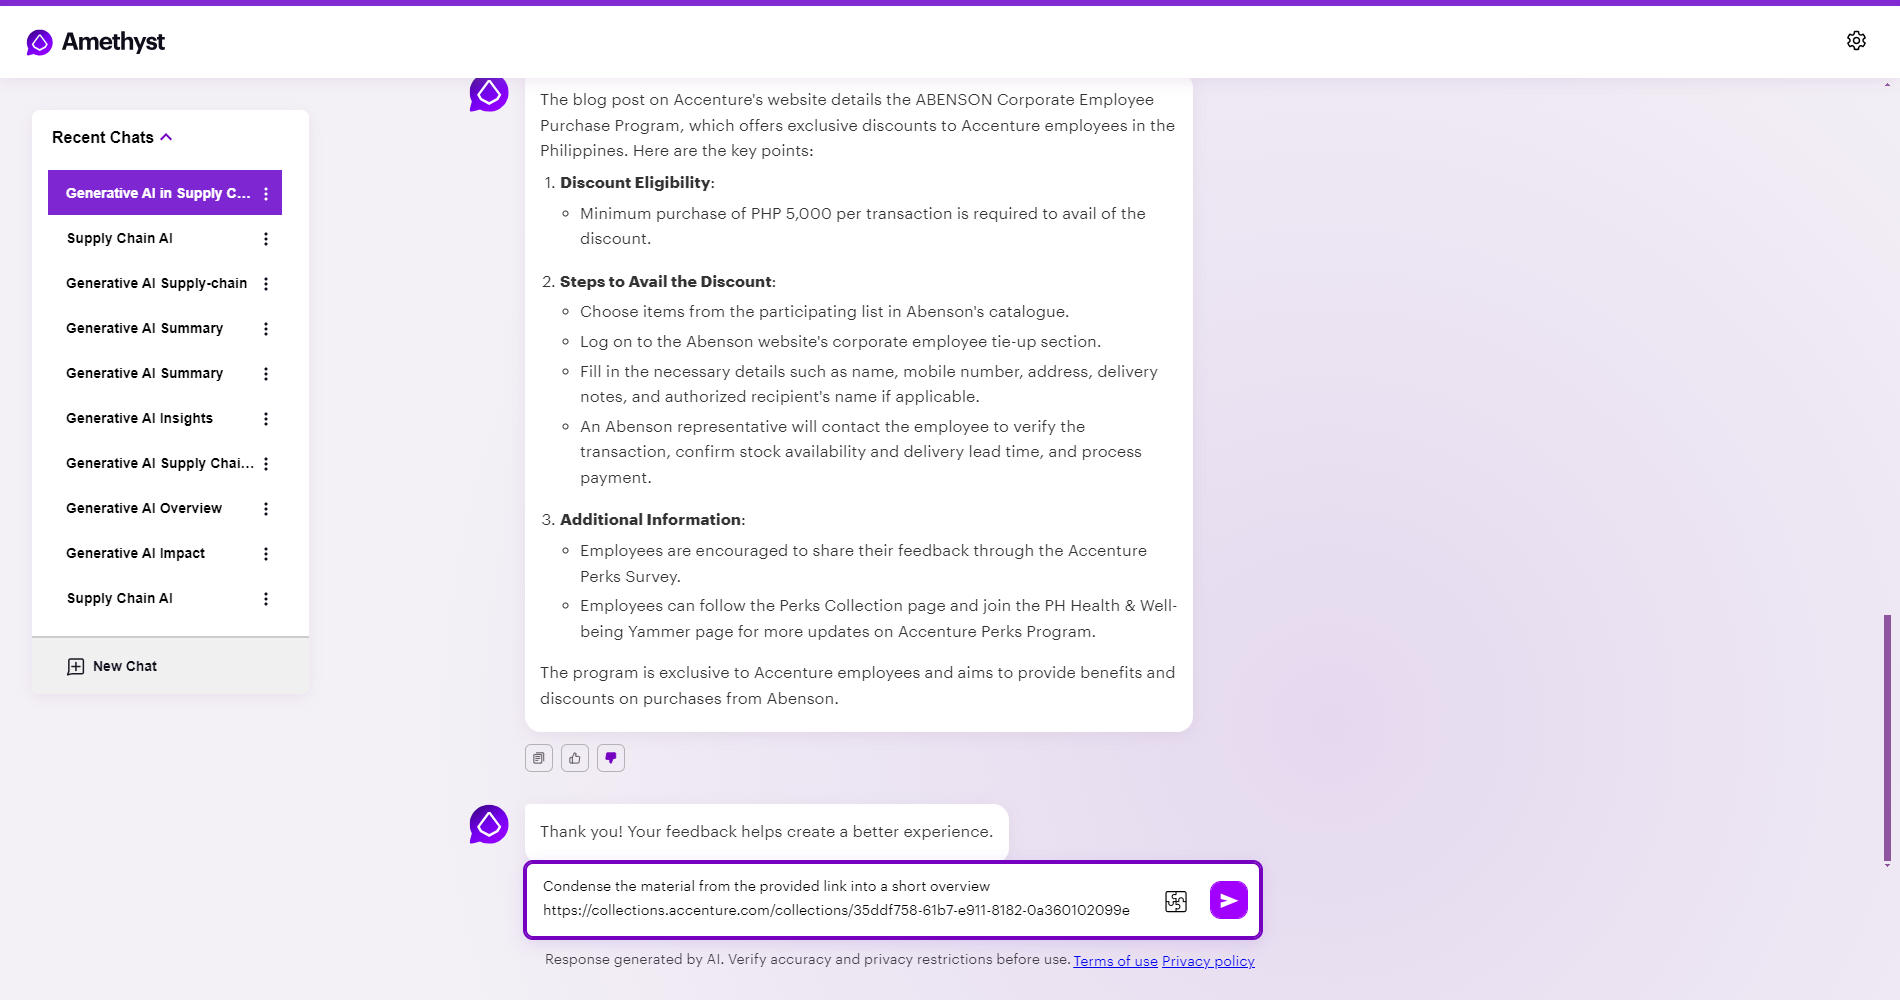 Amethyst
Recent Chats
Generative AI in Supply C...
Supply Chain AI
Generative AI Supply-chain
Generative AI Summary
Generative AI Summary
Generative AI Insights
Generative AI Supply Chai...
Generative AI Overview
Generative AI Impact
Supply Chain AI
New Chat
The blog post on Accenture's website details the ABENSON Corporate Employee
Purchase Program, which offers exclusive discounts to Accenture employees in the
Philippines. Here are the key points:
1. Discount Eligibility:
Minimum purchase of PHP 5,000 per transaction is required to avail of the
discount.
2. Steps to Avail the Discount:
Choose items from the participating list in Abenson's catalogue.
Log on to the Abenson website's corporate employee tie-up section.
Fill in the necessary details such as name, mobile number, address, delivery
notes, and authorized recipient's name if applicable.
An Abenson representative will contact the employee to verify the
transaction, confirm stock availability and delivery lead time, and process
payment.
3. Additional Information:
Employees are encouraged to share their feedback through the Accenture
Perks Survey.
Employees can follow the Perks Collection page and join the PH Health & Well-
being Yammer page for more updates on Accenture Perks Program.
The program is exclusive to Accenture employees and aims to provide benefits and
discounts on purchases from Abenson.
Thank you! Your feedback helps create a better experience.
Condense the material from the provided link into a short overview
https://collections.accenture.com/collections/35ddf758-61b7-e911-8182-0a360102099e
Response generated by AI. Verify accuracy and privacy restrictions before use. Terms of use Privacy policy